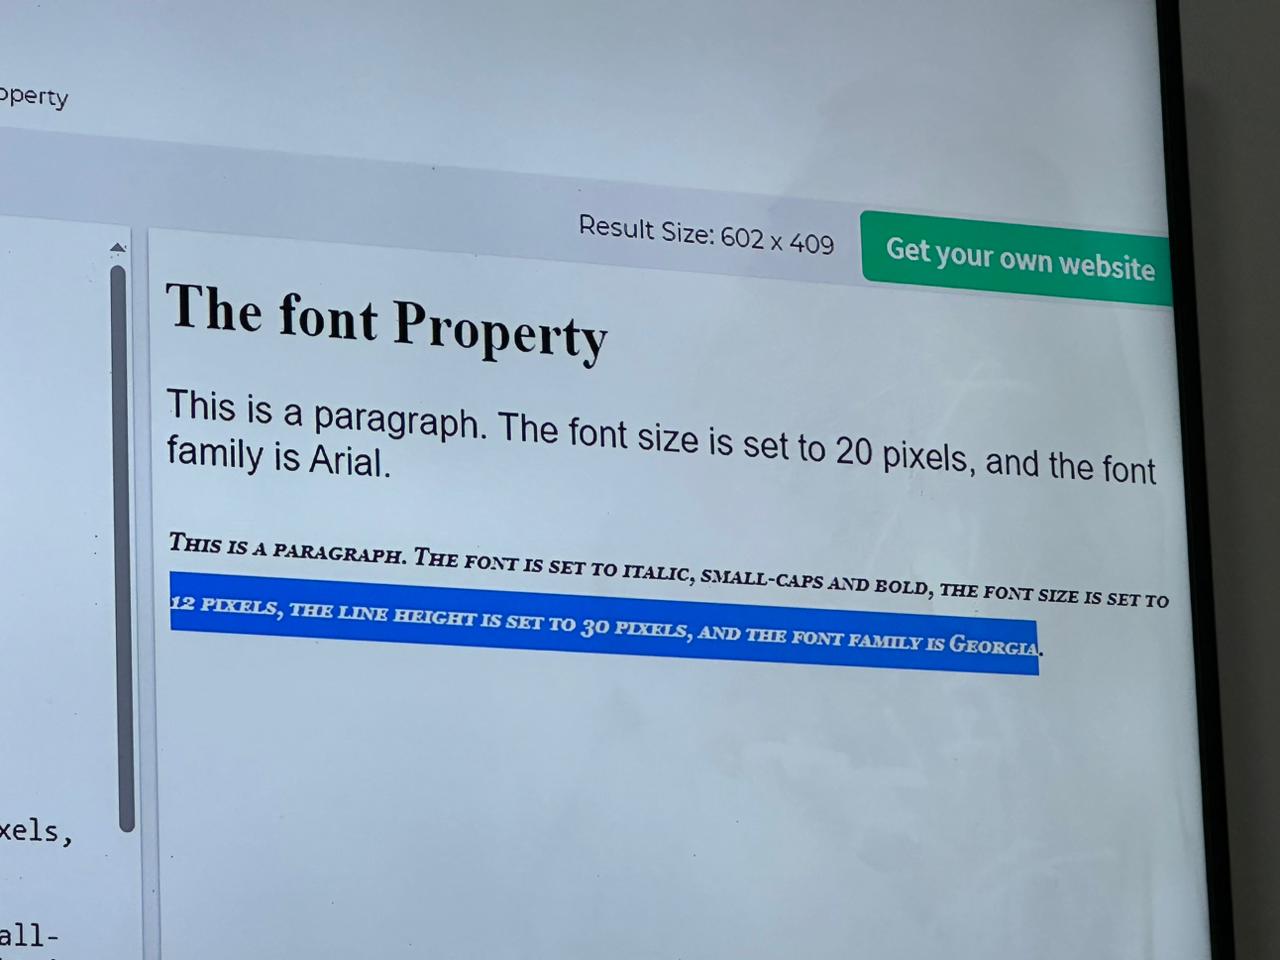 Result Size: 602 x 409
Get your own website
The font Property
This is a paragraph. The font size is set to 20 pixels, and the font
family is Arial.
This is a paragraph. The font is set to italic, small-caps and bold, the font size is set to
12 pixels, the line height is set to 30 pixels, and the font family is Georgia.